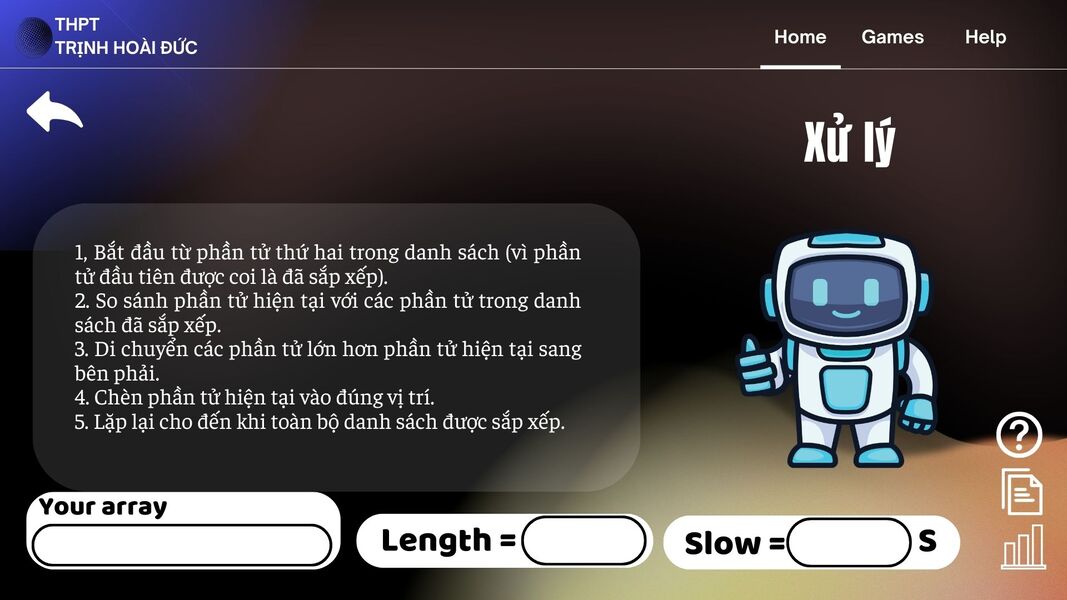 THPT
TRỊNH HOÀI ĐỨC
Home Games Help
Xử lý
1, Bắt đầu từ phần tử thứ hai trong danh sách (vì phần
tử đầu tiên được coi là đã sắp xếp).
2. So sánh phần tử hiện tại với các phần tử trong danh
sách đã sắp xếp.
3. Di chuyển các phần tử lớn hơn phần tử hiện tại sang
bên phải.
4. Chèn phần tử hiện tại vào đúng vị trí.
5. Lặp lại cho đến khi toàn bộ danh sách được sắp xếp.
Your array
Length =
Slow = S
?